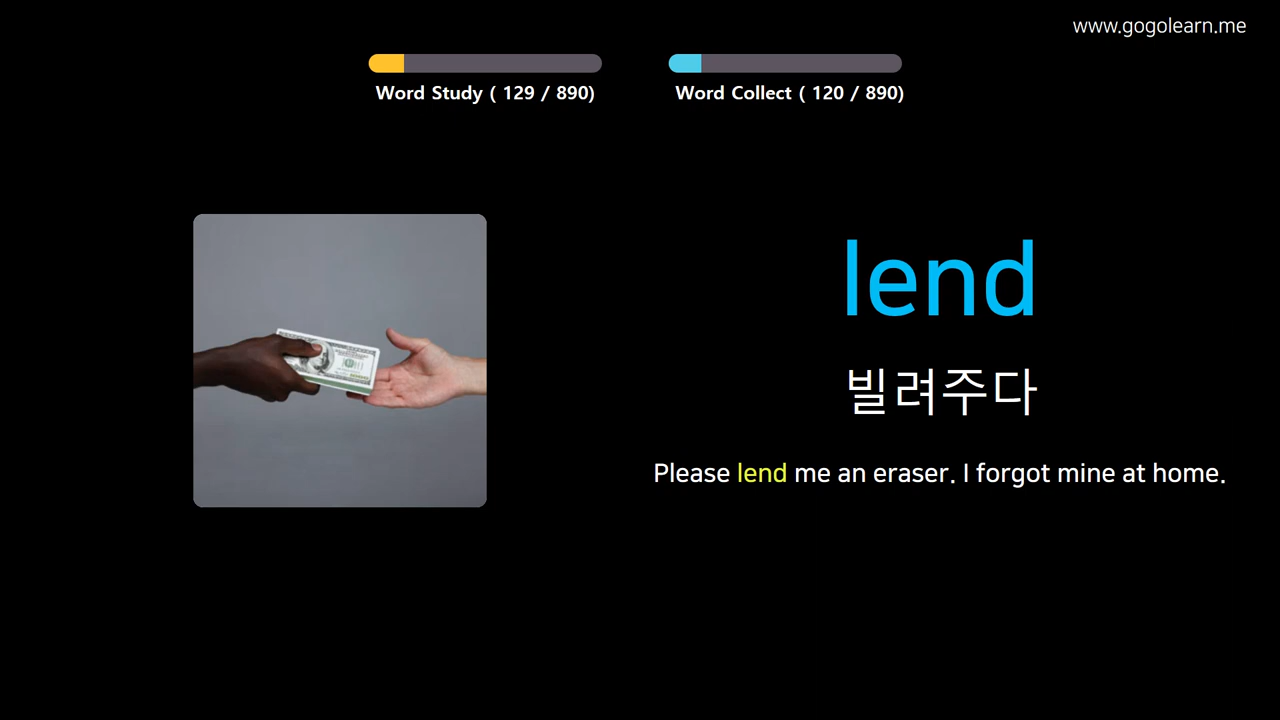 www.gogolearn.me
Word Study ( 129 / 890)
Word Collect ( 120 / 890)
lend
빌려주다
Please lend me an eraser. I forgot mine at home.